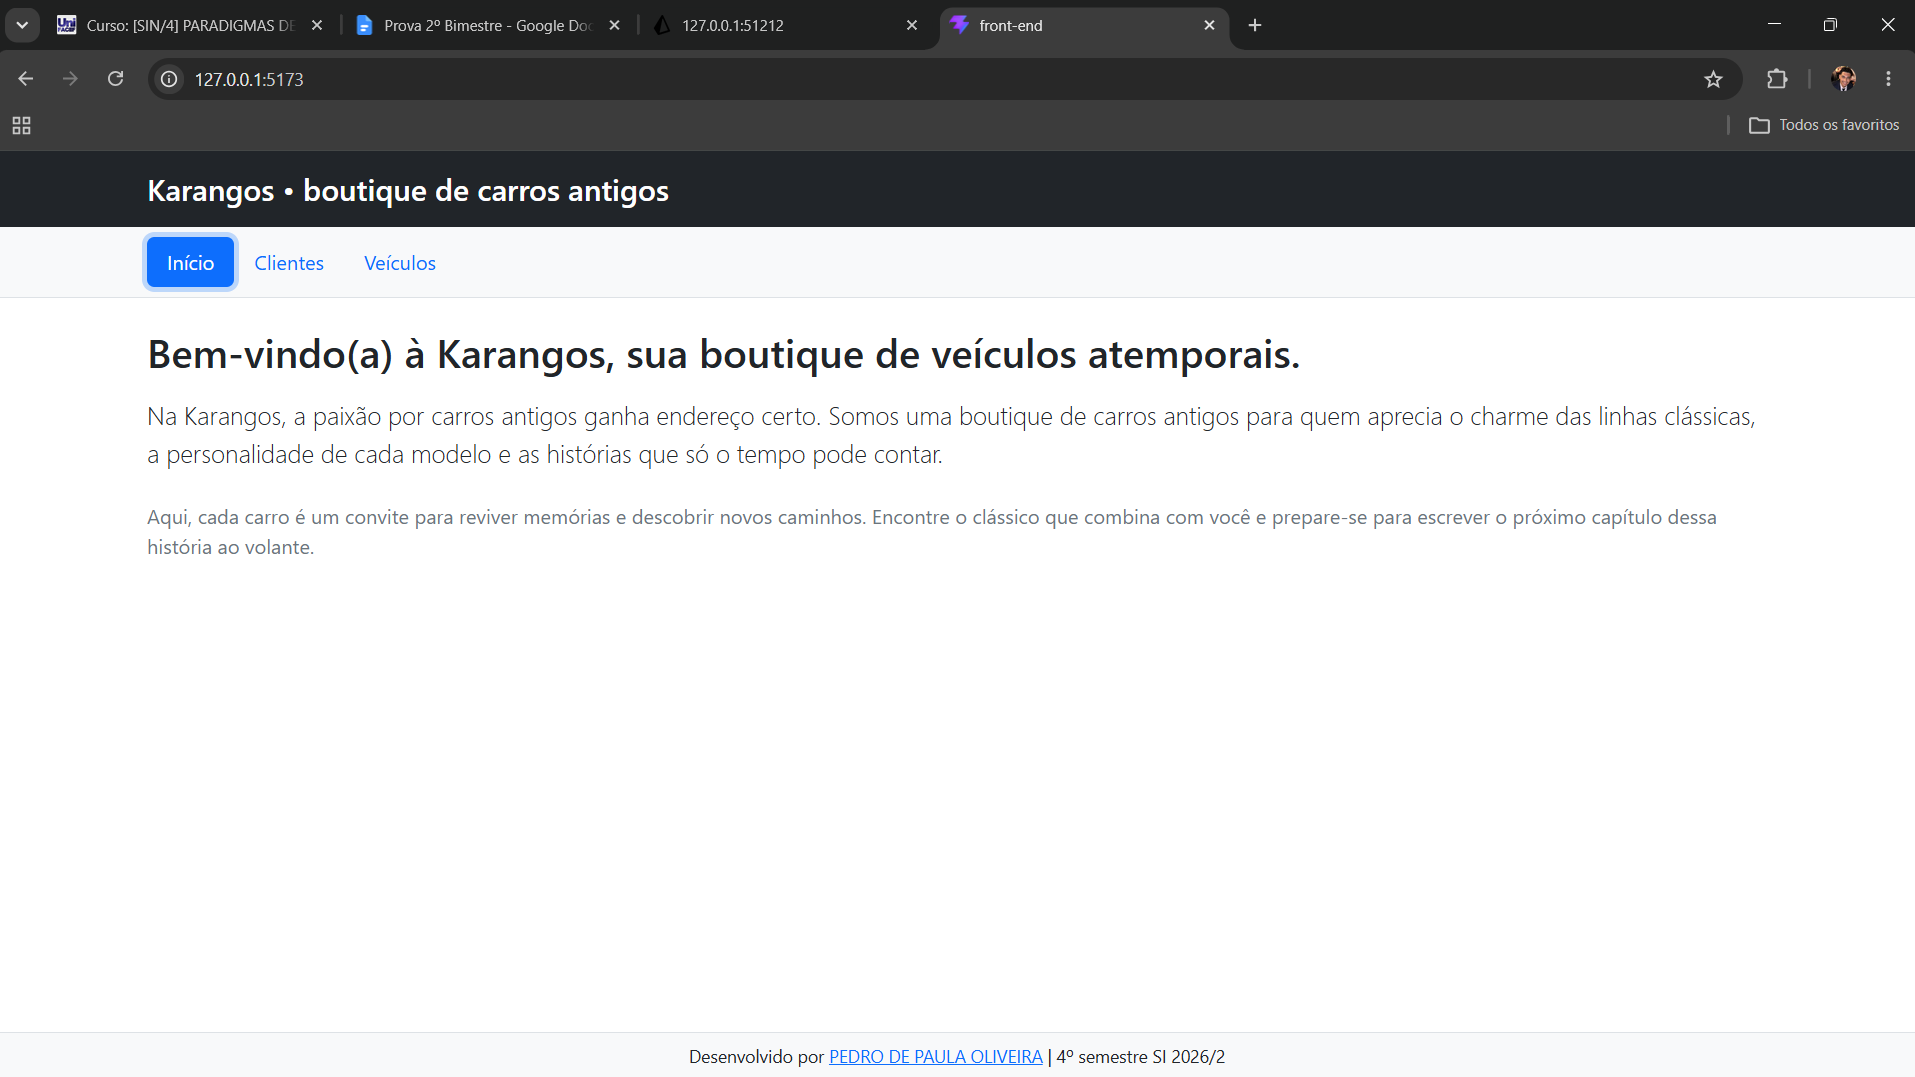 Curso: [SIN/4] PARADIGMAS DE
Prova 2º Bimestre - Google Doc
127.0.0.1:51212
front-end
127.0.0.1:5173
Todos os favoritos
Karangos • boutique de carros antigos
Início
Clientes
Veículos
Bem-vindo(a) à Karangos, sua boutique de veículos atemporais.
Na Karangos, a paixão por carros antigos ganha endereço certo. Somos uma boutique de carros antigos para quem aprecia o charme das linhas clássicas,
a personalidade de cada modelo e as histórias que só o tempo pode contar.
Aqui, cada carro é um convite para reviver memórias e descobrir novos caminhos. Encontre o clássico que combina com você e prepare-se para escrever o próximo capítulo dessa
história ao volante.
Desenvolvido por PEDRO DE PAULA OLIVEIRA | 4º semestre SI 2026/2